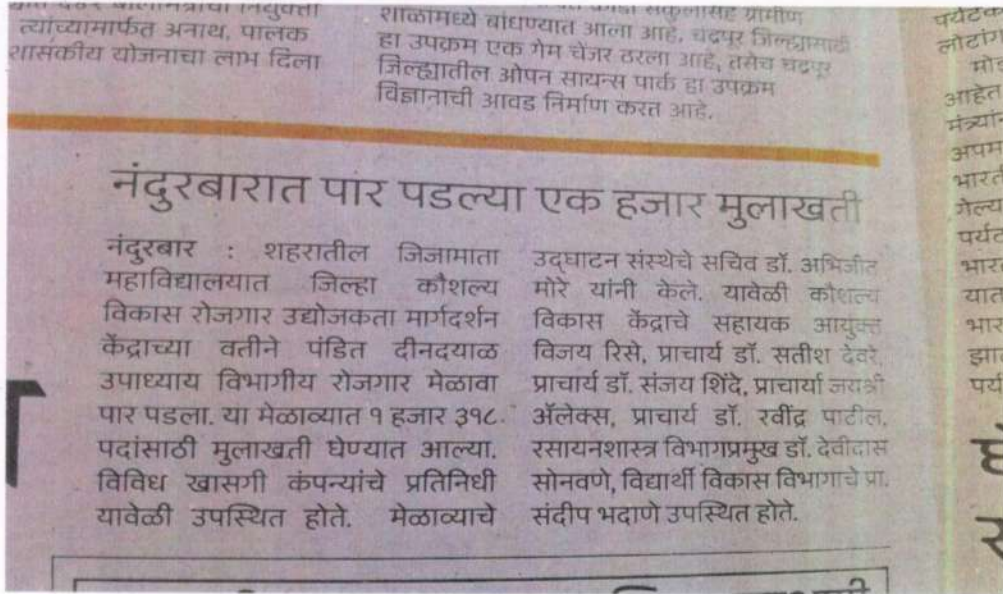 त्यांच्यामार्फत अनाथ, पालक
शासकीय योजनाचा लाभ दिला
शाळांमध्ये बांधण्यात आला आहे. चंद्रपूर जिल्ह्यासाठी
हा उपक्रम एक गेम चेंजर ठरला आहे, तसेच चंद्रपूर
जिल्ह्यातील ओपन सायन्स पार्क हा उपक्रम
विज्ञानाची आवड निर्माण करत आहे.
नंदुरबारात पार पडल्या एक हजार मुलाखती
नंदुरबार : शहरातील जिजामाता
महाविद्यालयात जिल्हा कौशल्य
विकास रोजगार उद्योजकता मार्गदर्शन
केंद्राच्या वतीने पंडित दीनदयाळ
उपाध्याय विभागीय रोजगार मेळावा
पार पडला. या मेळाव्यात १ हजार ३१८
पदांसाठी मुलाखती घेण्यात आल्या.
विविध खासगी कंपन्यांचे प्रतिनिधी
यावेळी उपस्थित होते. मेळाव्याचे
उद्घाटन संस्थेचे सचिव डॉ. अभिजीत
मोरे यांनी केले. यावेळी कौशल्य
विकास केंद्राचे सहायक आयुक्त
विजय रिसे, प्राचार्य डॉ. सतीश देवरे,
प्राचार्य डॉ. संजय शिंदे, प्राचार्या जयश्री
ॲलेक्स, प्राचार्य डॉ. रवींद्र पाटील,
रसायनशास्त्र विभागप्रमुख डॉ. देवीदास
सोनवणे, विद्यार्थी विकास विभागाचे प्रा.
संदीप भदाणे उपस्थित होते.